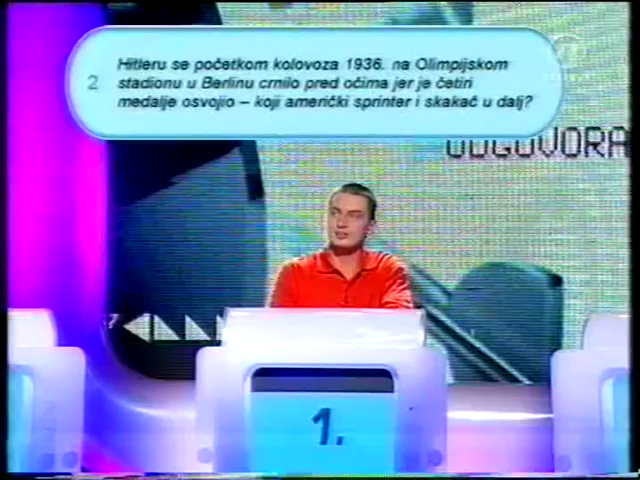 2
Hitleru se početkom kolovoza 1936. na Olimpijskom
stadionu u Berlinu crnilo pred očima jer je četiri
medalje osvojio – koji američki sprinter i skakač u dalj?
ODGOVORA
1.